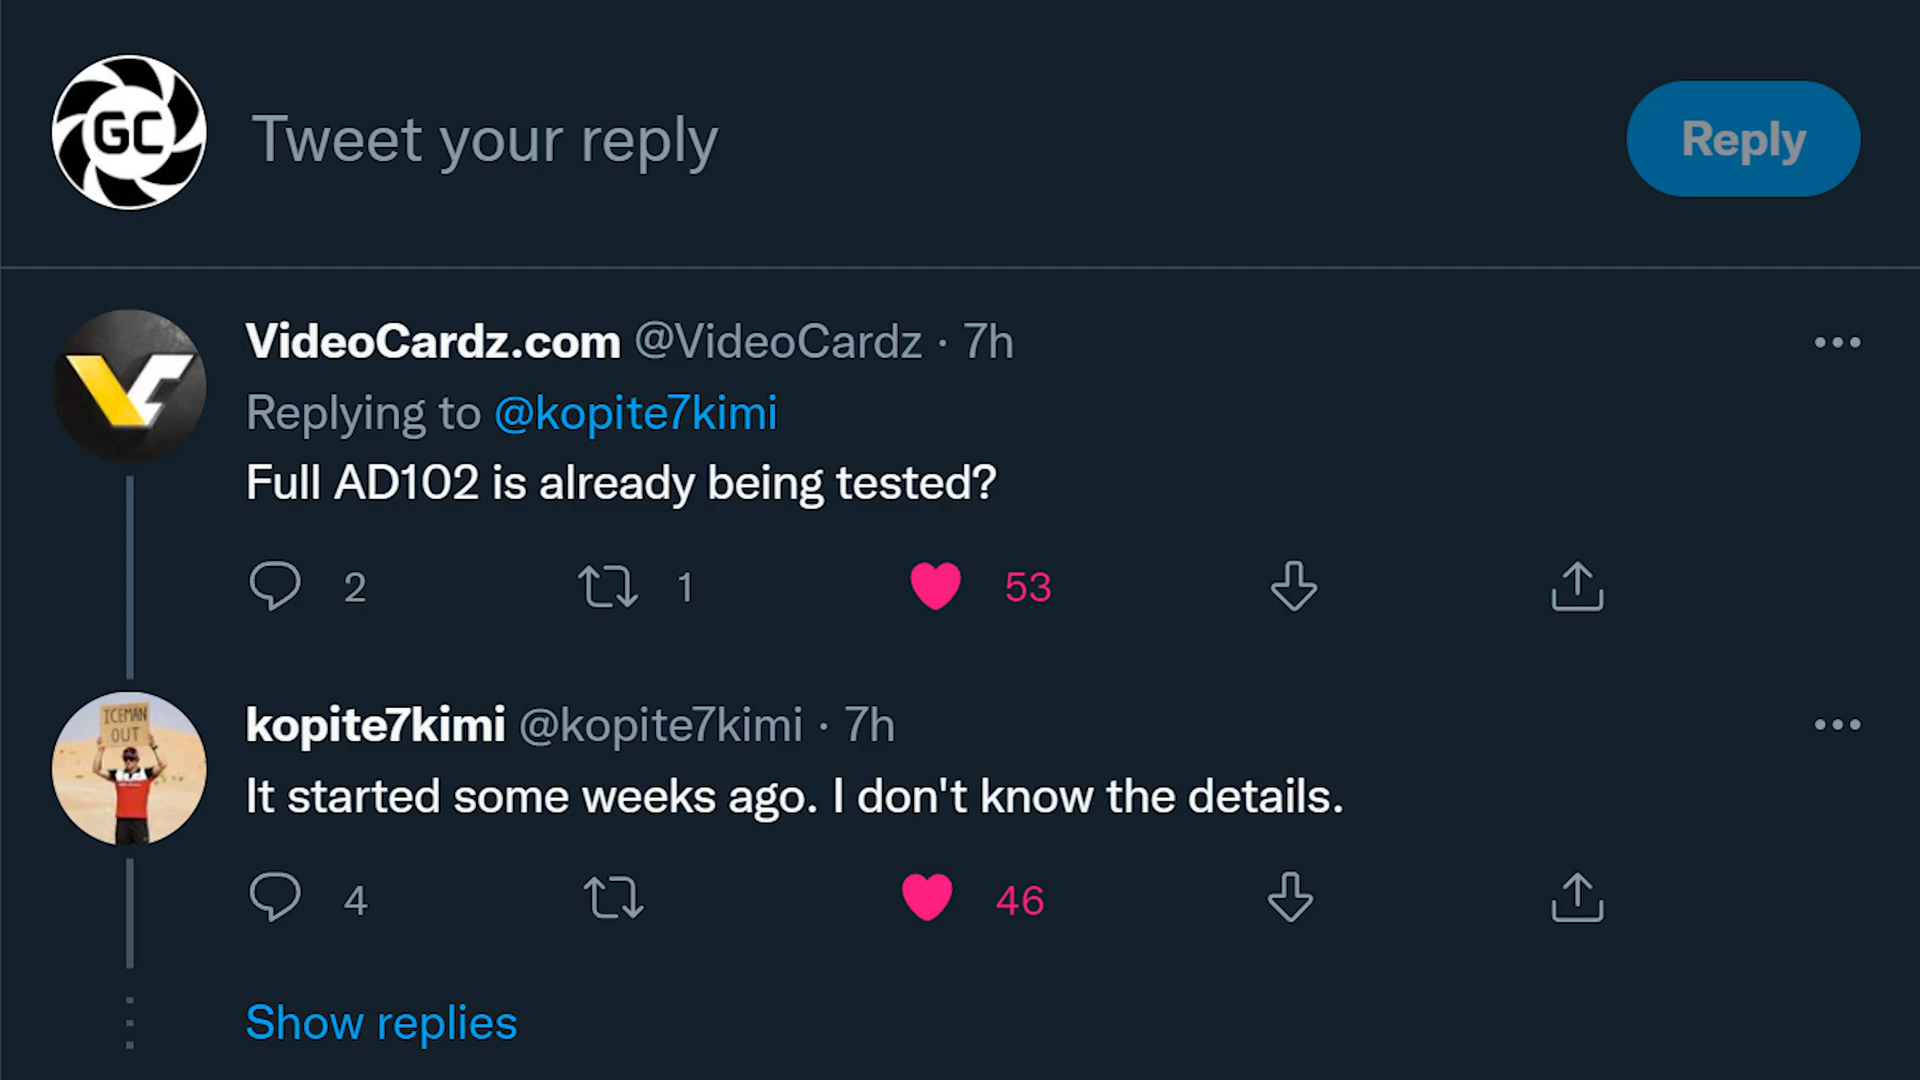 GC
Tweet your reply
Reply
VideoCardz.com @VideoCardz · 7h
Replying to @kopite7kimi
Full AD102 is already being tested?
2 1 53
ICEMAN
OUT
kopite7kimi @kopite7kimi · 7h
It started some weeks ago. I don't know the details.
4 46
Show replies